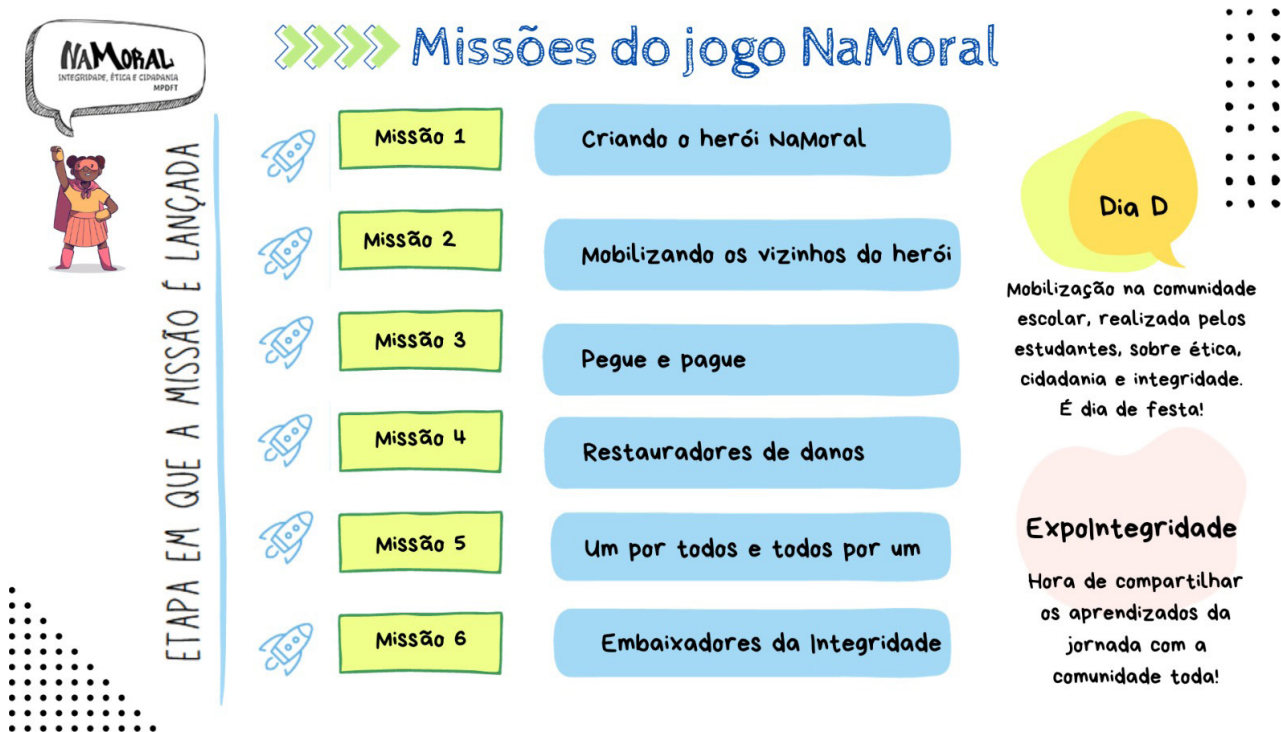 NaMoral
INTEGRIDADE, ÉTICA E CIDADANIA
MPDFT
Missões do jogo NaMoral
ETAPA EM QUE A MISSÃO É LANÇADA
Missão 1
Criando o herói NaMoral
Missão 2
Mobilizando os vizinhos do herói
Missão 3
Pegue e pague
Missão 4
Restauradores de danos
Missão 5
Um por todos e todos por um
Missão 6
Embaixadores da Integridade
Dia D
Mobilização na comunidade
escolar, realizada pelos
estudantes, sobre ética,
cidadania e integridade.
É dia de festa!
ExpoIntegridade
Hora de compartilhar
os aprendizados da
jornada com a
comunidade toda!